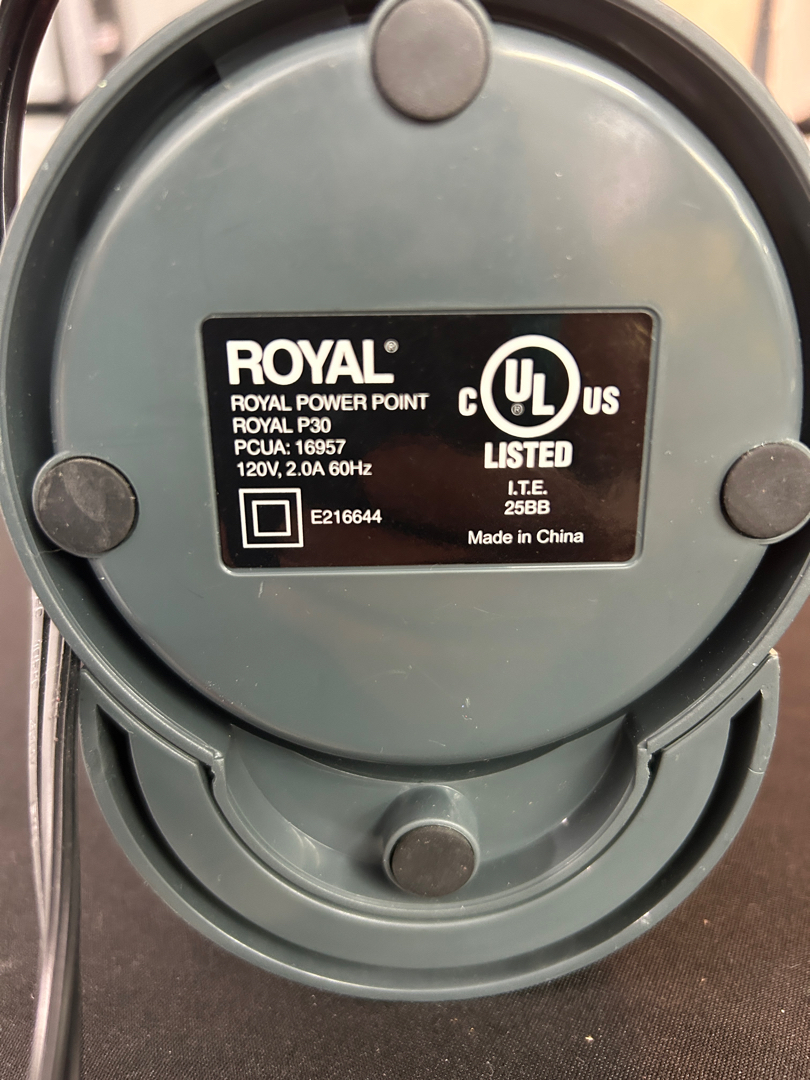 ROYAL®
ROYAL POWER POINT
ROYAL P30
PCUA: 16957
120V, 2.0A 60Hz
E216644
C UL® US
LISTED
I.T.E.
25BB
Made in China